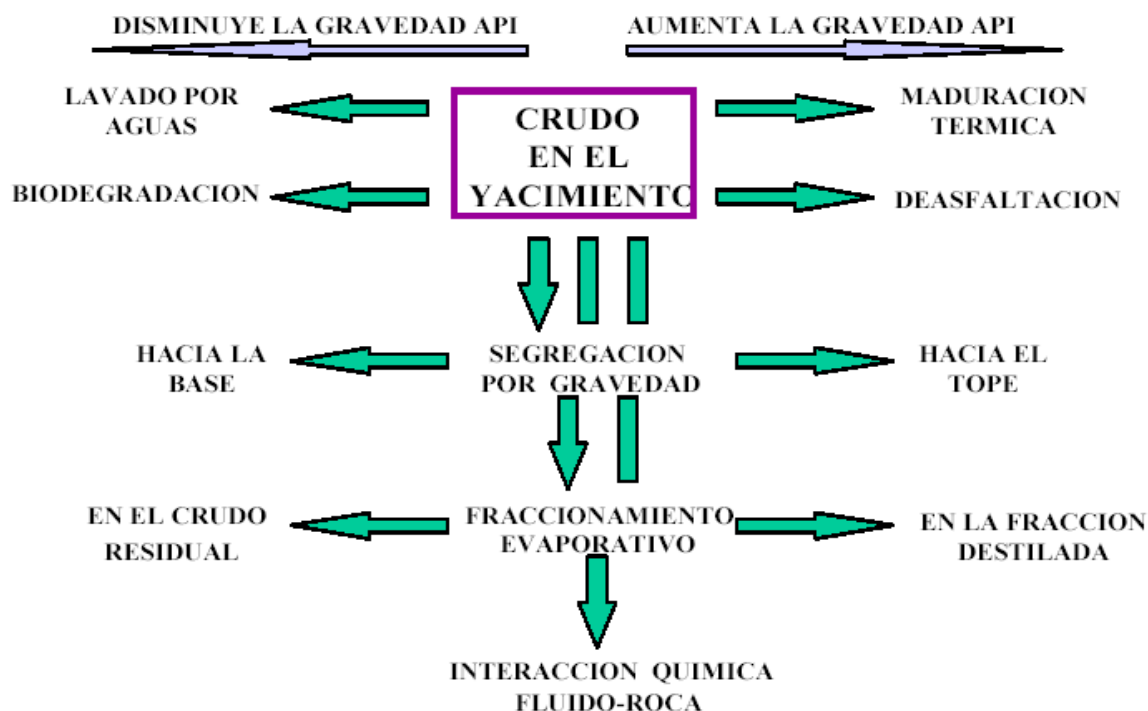 DISMINUYE LA GRAVEDAD API
AUMENTA LA GRAVEDAD API
LAVADO POR
AGUAS
CRUDO
EN EL
YACIMIENTO
MADURACION
TERMICA
BIODEGRADACION
DEASFALTACION
HACIA LA
BASE
SEGREGACION
POR GRAVEDAD
HACIA EL
TOPE
EN EL CRUDO
RESIDUAL
FRACCIONAMIENTO
EVAPORATIVO
EN LA FRACCION
DESTILADA
INTERACCION QUIMICA
FLUIDO-ROCA